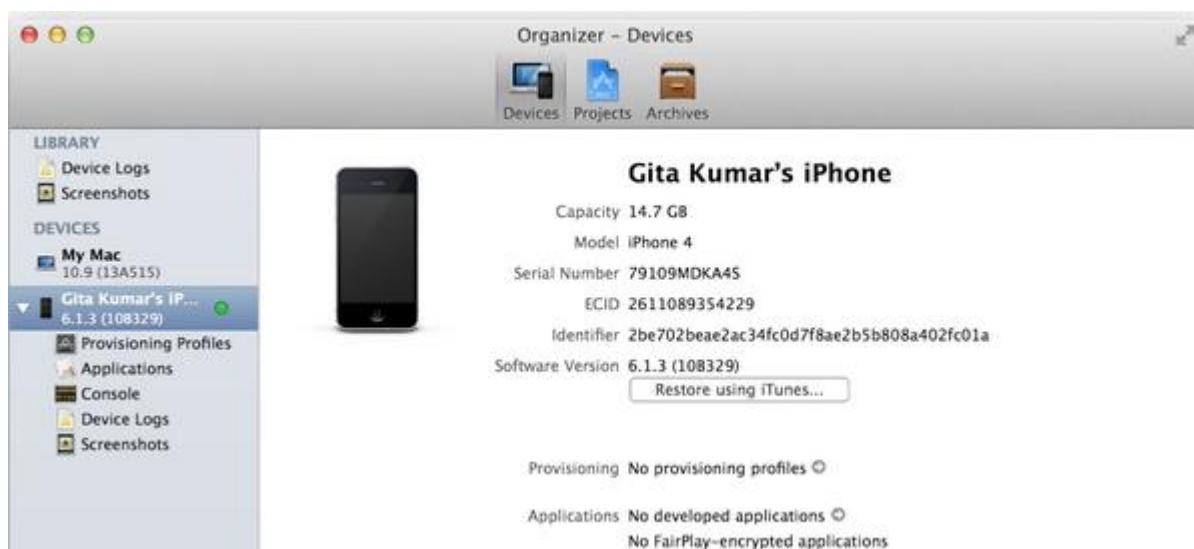 Organizer – Devices
Devices Projects Archives
LIBRARY
Device Logs
Screenshots
DEVICES
My Mac
10.9 (13A515)
Gita Kumar's iP...
6.1.3 (10B329)
Provisioning Profiles
Applications
Console
Device Logs
Screenshots
Gita Kumar's iPhone
Capacity 14.7 GB
Model iPhone 4
Serial Number 79109MDKA4S
ECID 2611089354229
Identifier 2be702beae2ac34fc0d7f8ae2b5b808a402fc01a
Software Version 6.1.3 (10B329)
Restore using iTunes...
Provisioning No provisioning profiles
Applications No developed applications
No FairPlay-encrypted applications